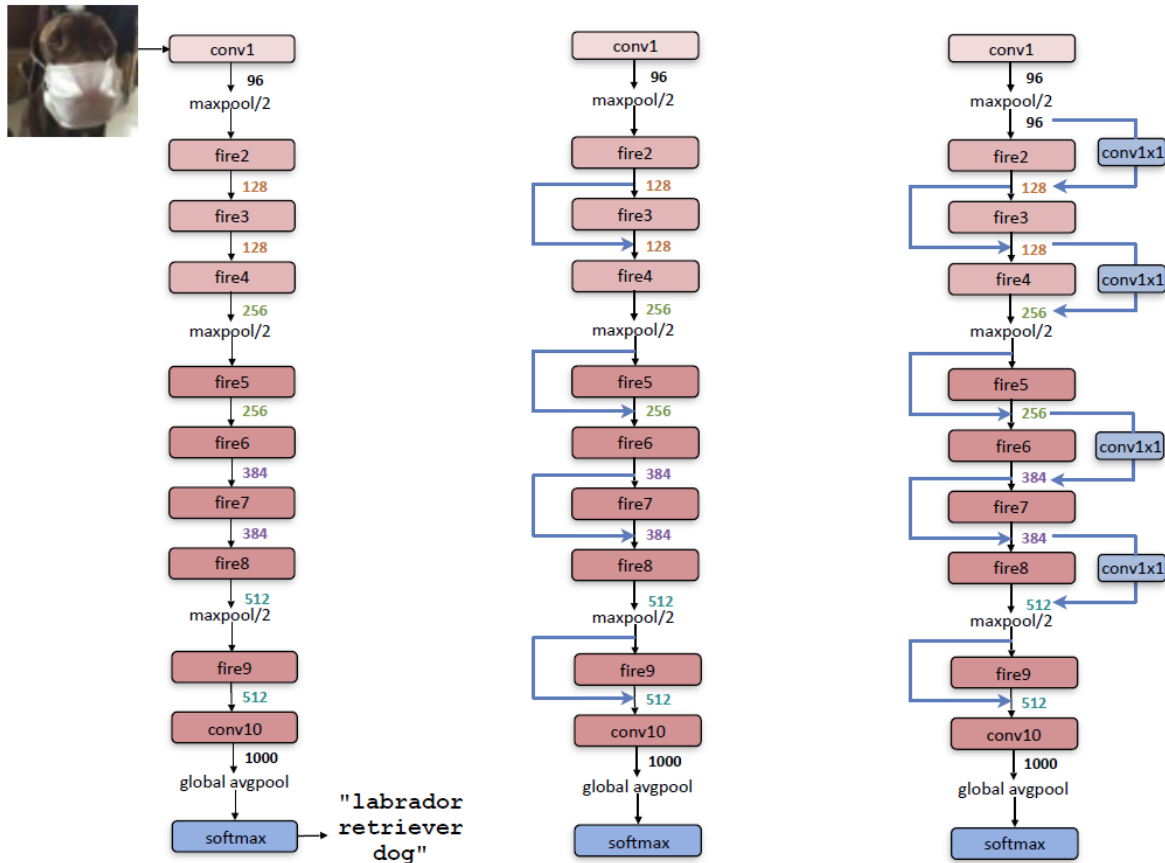 conv1
96
maxpool/2
fire2
128
fire3
128
fire4
256
maxpool/2
fire5
256
fire6
384
fire7
384
fire8
512
maxpool/2
fire9
512
conv10
1000
global avgpool
softmax
"labrador
retriever
dog"
conv1
96
maxpool/2
fire2
128
fire3
128
fire4
256
maxpool/2
fire5
256
fire6
384
fire7
384
fire8
512
maxpool/2
fire9
512
conv10
1000
global avgpool
softmax
conv1
96
maxpool/2
96
conv1x1
fire2
128
fire3
128
conv1x1
fire4
256
maxpool/2
fire5
256
conv1x1
fire6
384
fire7
384
conv1x1
fire8
512
maxpool/2
fire9
512
conv10
1000
global avgpool
softmax